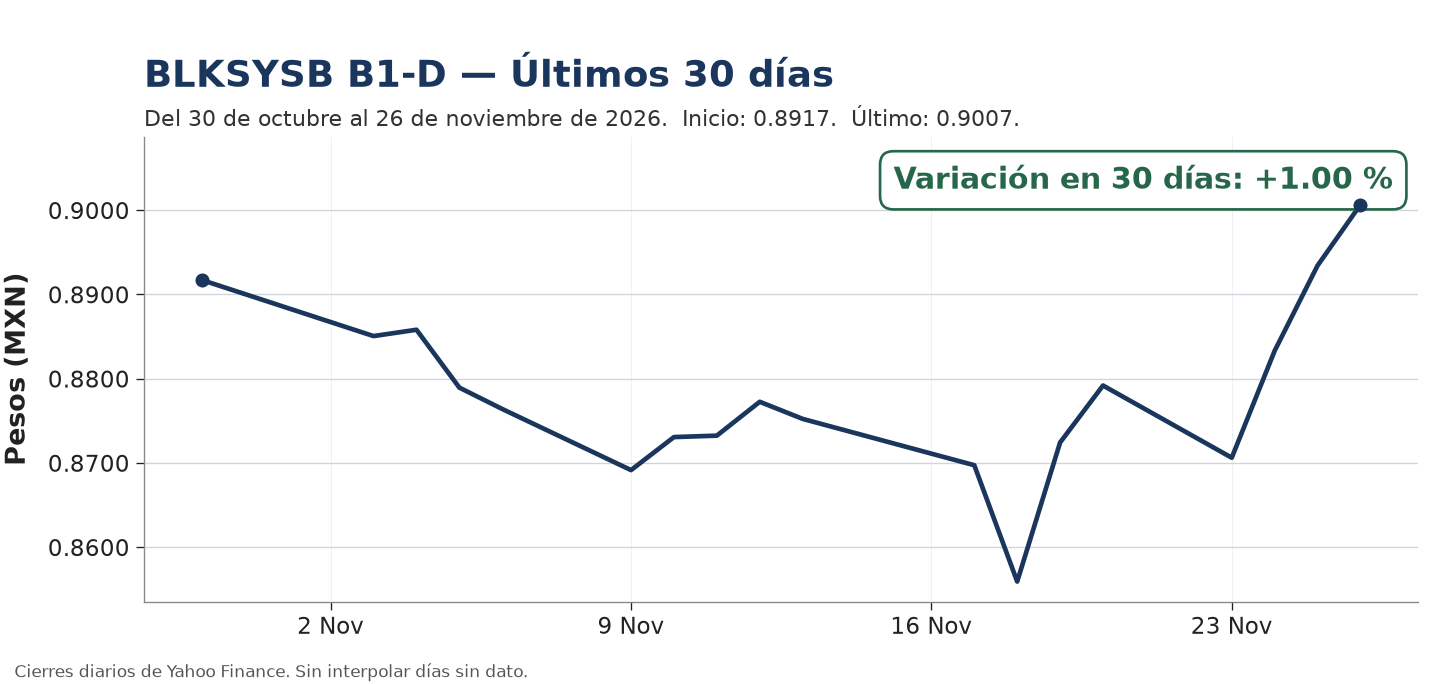 BLKSYSB B1-D — Últimos 30 días
Del 30 de octubre al 26 de noviembre de 2026.  Inicio: 0.8917.  Último: 0.9007.
Variación en 30 días: +1.00 %
Pesos (MXN)
0.9000
0.8900
0.8800
0.8700
0.8600
2 Nov
9 Nov
16 Nov
23 Nov
Cierres diarios de Yahoo Finance. Sin interpolar días sin dato.